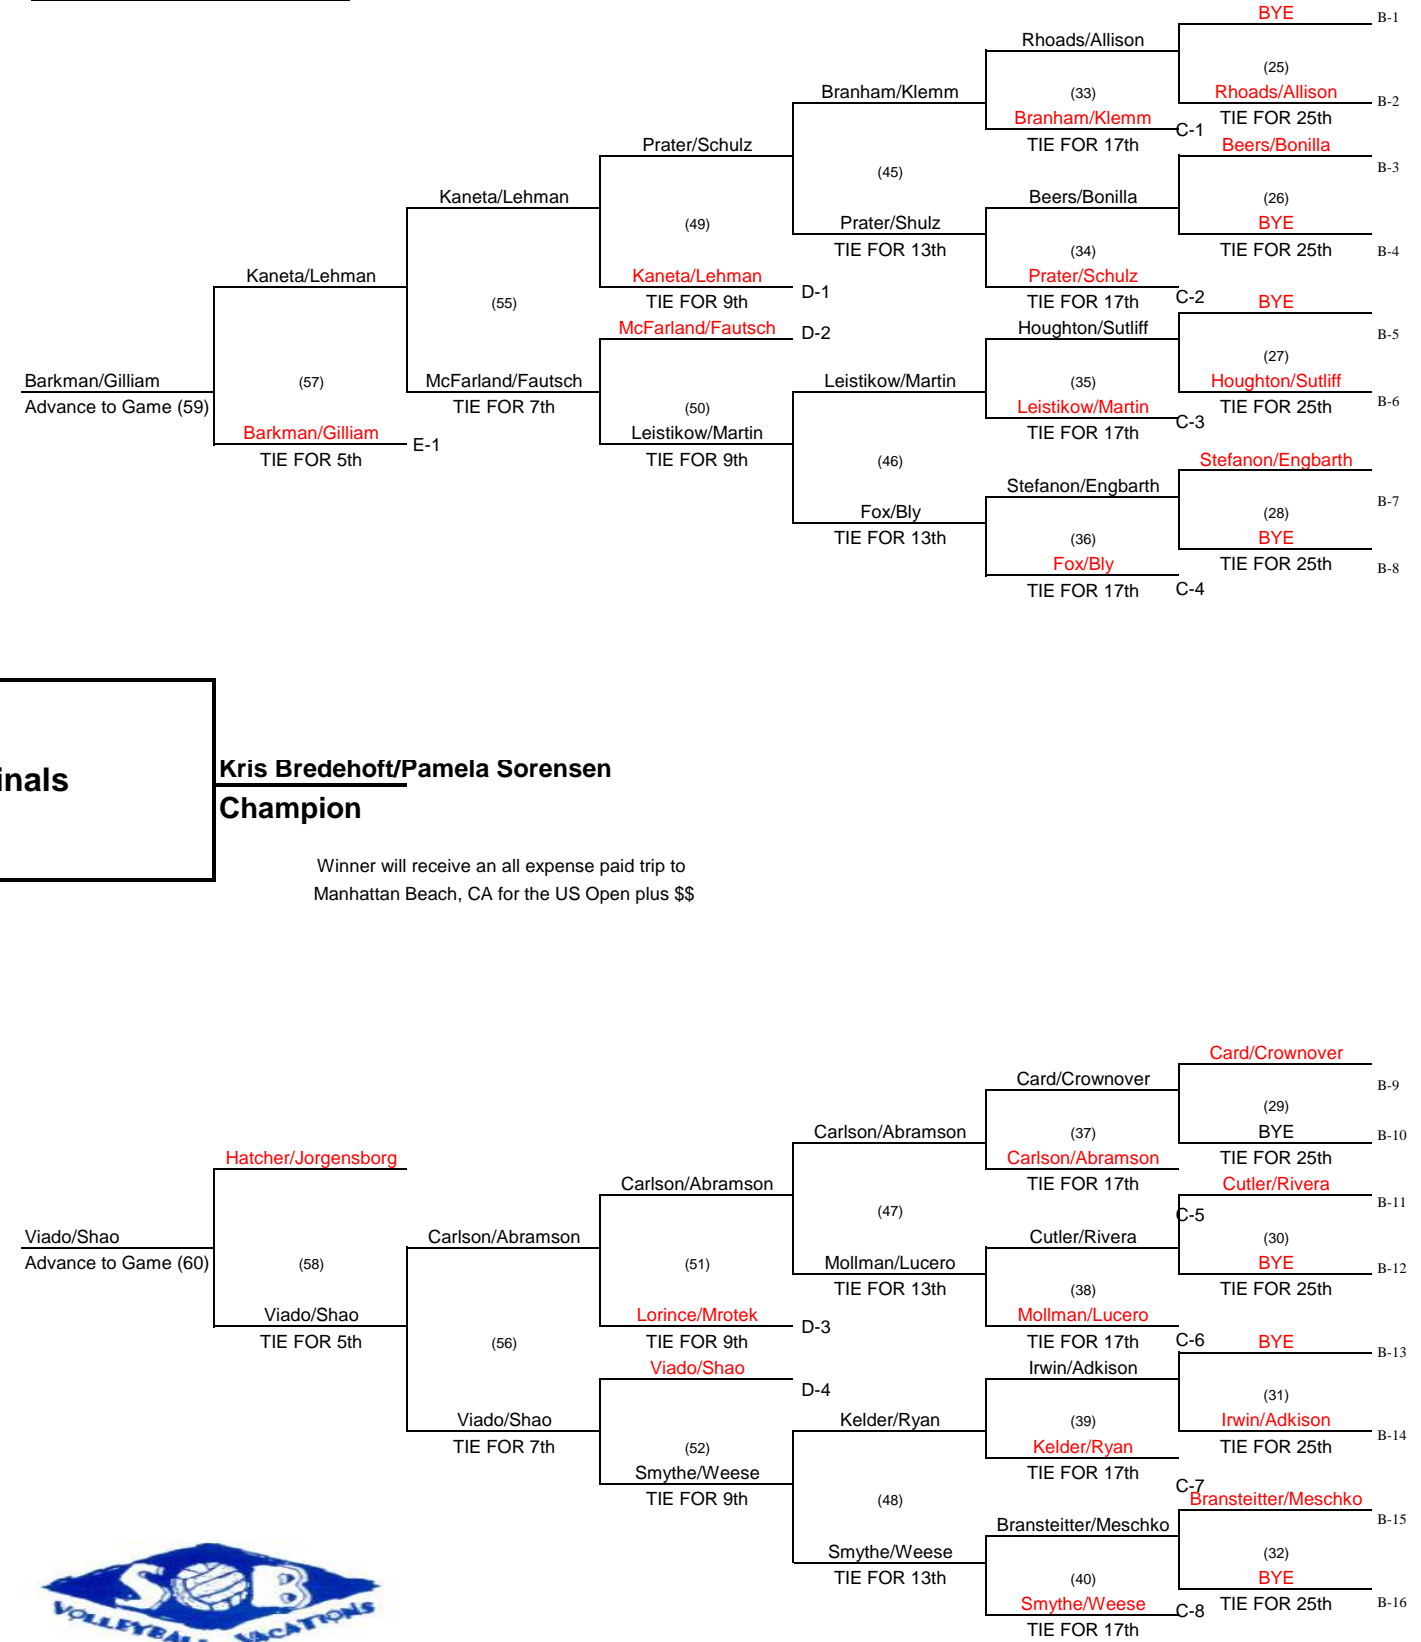 BYE B-1
Rhoads/Allison
(25)
Branham/Klemm (33) Rhoads/Allison B-2
Branham/Klemm TIE FOR 25th
C-1
Prater/Schulz TIE FOR 17th Beers/Bonilla
(45) B-3
Kaneta/Lehman Beers/Bonilla (26)
(49) Prater/Shulz BYE
TIE FOR 13th (34) TIE FOR 25th B-4
Kaneta/Lehman Kaneta/Lehman Prater/Schulz
D-1 C-2
(55) TIE FOR 9th TIE FOR 17th BYE
McFarland/Fautsch D-2 Houghton/Sutliff B-5
(27)
Barkman/Gilliam (57) McFarland/Fautsch Leistikow/Martin (35) Houghton/Sutliff
Advance to Game (59) TIE FOR 7th (50) Leistikow/Martin TIE FOR 25th B-6
C-3
Barkman/Gilliam Leistikow/Martin TIE FOR 17th
E-1
TIE FOR 5th TIE FOR 9th (46) Stefanon/Engbarth
Stefanon/Engbarth
B-7
Fox/Bly (28)
TIE FOR 13th (36) BYE
Fox/Bly TIE FOR 25th B-8
TIE FOR 17th C-4
inals
Kris Bredehoft/Pamela Sorensen
Champion
Winner will receive an all expense paid trip to
Manhattan Beach, CA for the US Open plus $$
Card/Crownover
Card/Crownover B-9
(29)
Carlson/Abramson (37) BYE B-10
Hatcher/Jorgensborg Carlson/Abramson TIE FOR 25th
Carlson/Abramson TIE FOR 17th Cutler/Rivera
B-11
(47) C-5
Viado/Shao Carlson/Abramson Cutler/Rivera (30)
Advance to Game (60) (58) (51) Mollman/Lucero BYE B-12
TIE FOR 13th (38) TIE FOR 25th
Viado/Shao Lorince/Mrotek Mollman/Lucero
D-3
TIE FOR 5th (56) TIE FOR 9th TIE FOR 17th C-6 BYE
B-13
Viado/Shao Irwin/Adkison
D-4 (31)
Viado/Shao Kelder/Ryan (39) Irwin/Adkison
B-14
TIE FOR 7th (52) Kelder/Ryan TIE FOR 25th
Smythe/Weese TIE FOR 17th
C-7
TIE FOR 9th (48) Bransteitter/Meschko
B-15
Bransteitter/Meschko
Smythe/Weese (32)
TIE FOR 13th (40) BYE
Smythe/Weese C-8 TIE FOR 25th B-16
TIE FOR 17th
SOB
VOLLEYBALL VACATIONS